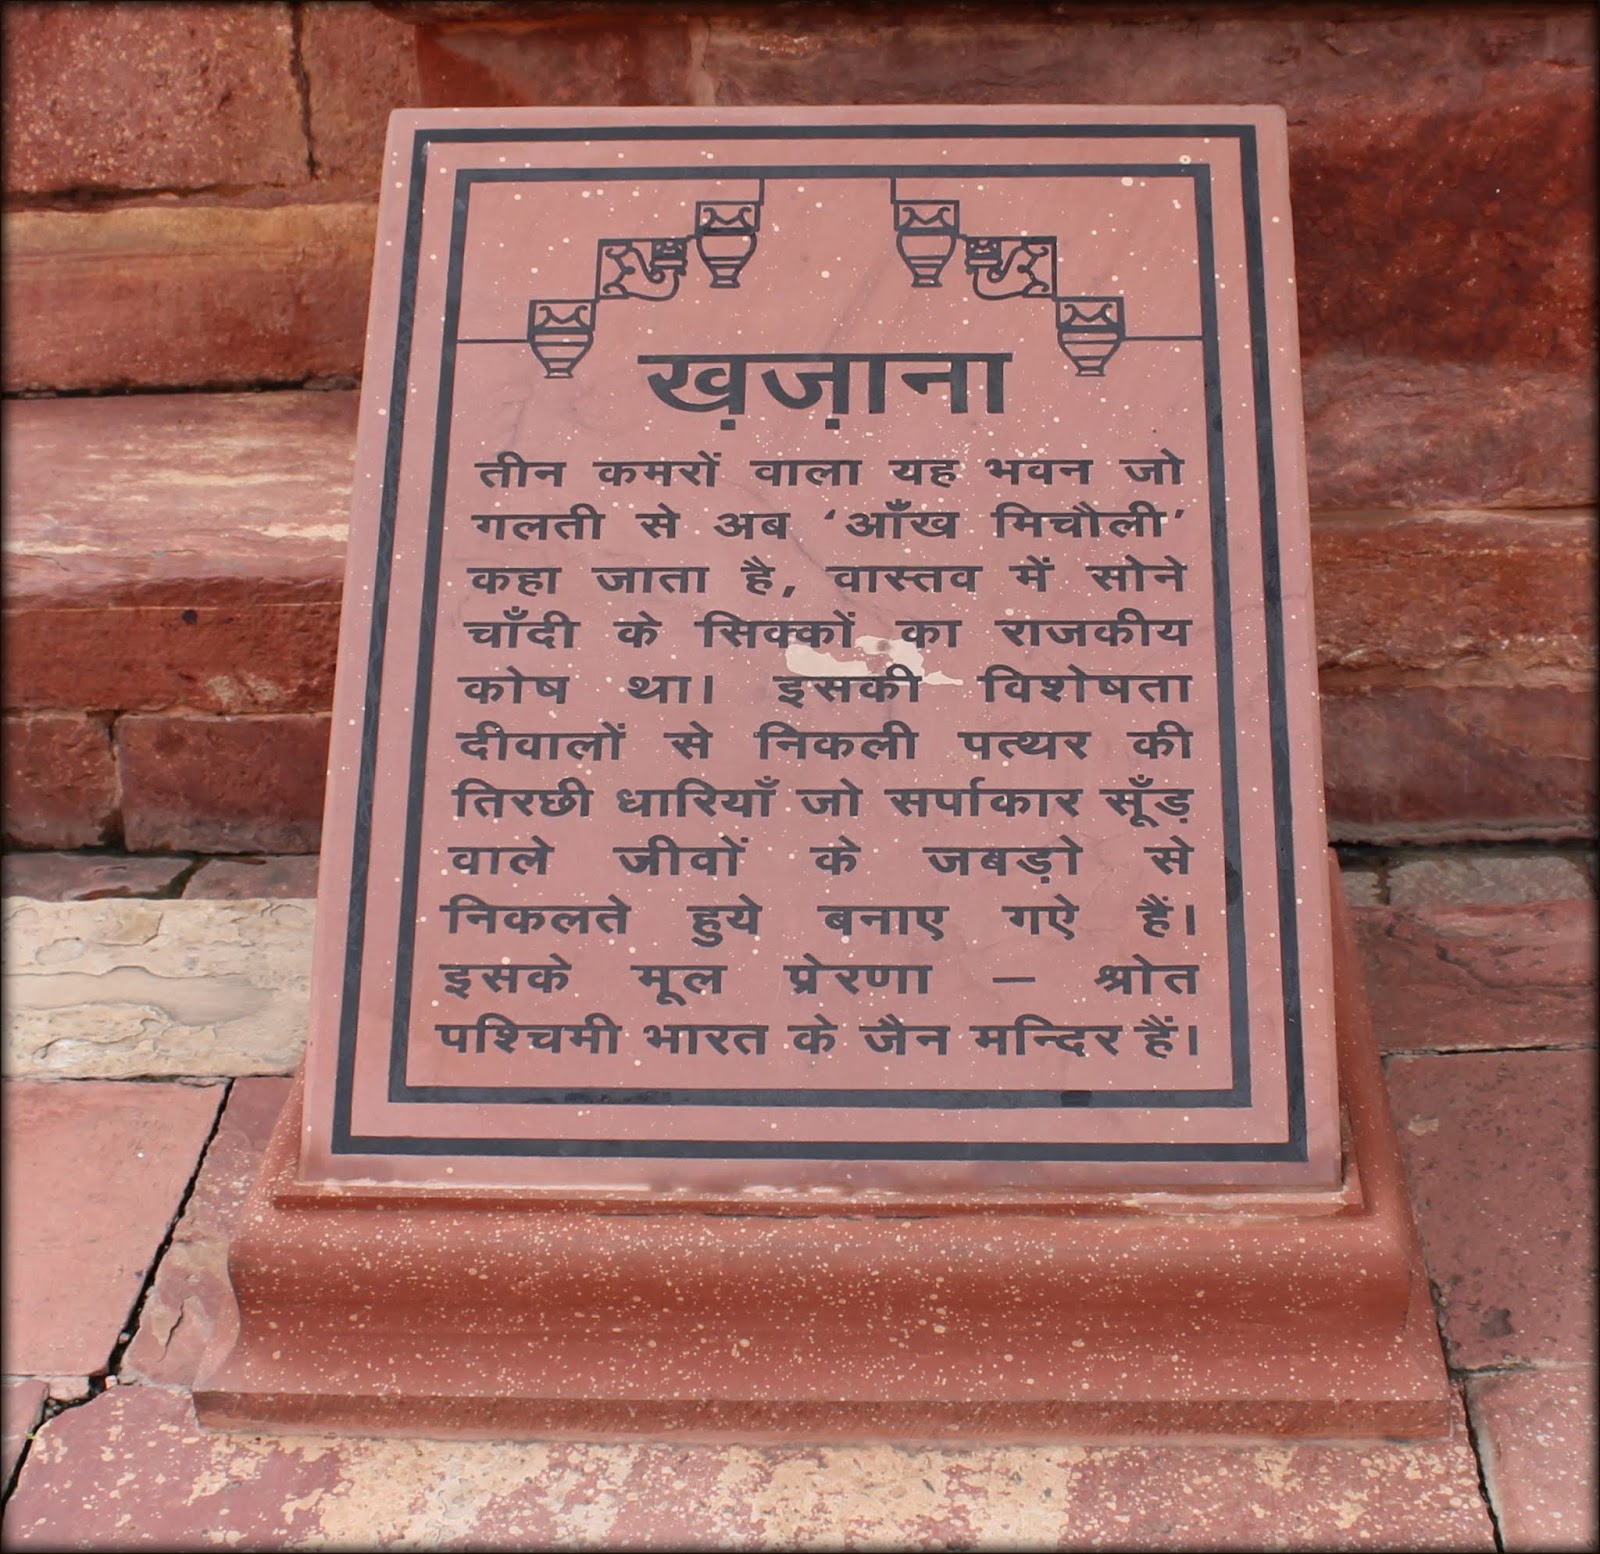 ख़ज़ाना
तीन कमरों वाला यह भवन जो
गलती से अब ‘आँख मिचौली’
कहा जाता है, वास्तव में सोने
चाँदी के सिक्कों का राजकीय
कोष था। इसकी विशेषता
दीवालों से निकली पत्थर की
तिरछी धारियाँ जो सर्पाकार सूँड़
वाले जीवों के जबड़ो से
निकलते हुये बनाए गऐ हैं।
इसके मूल प्रेरणा – श्रोत
पश्चिमी भारत के जैन मन्दिर हैं।